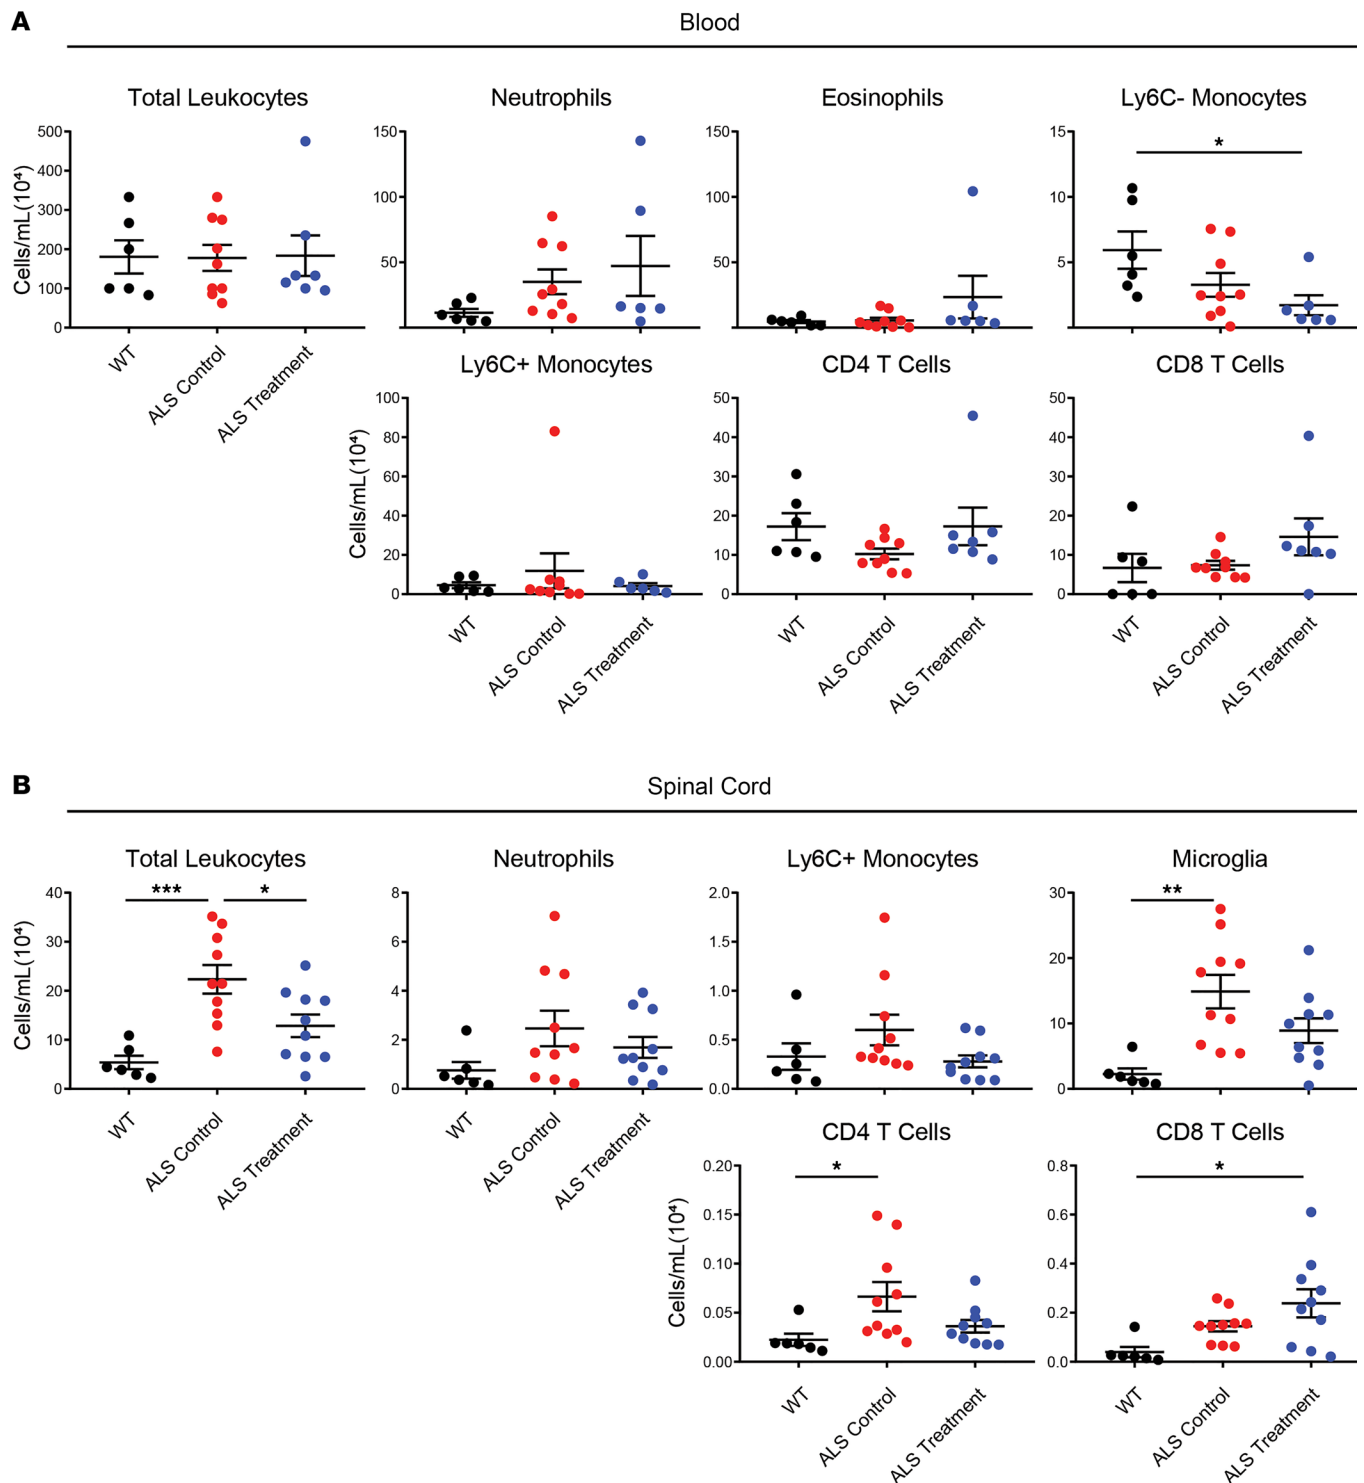 A
Blood
Total Leukocytes
Neutrophils
Eosinophils
Ly6C- Monocytes
Cells/mL(10⁴)
500
400
300
200
100
0
150
100
50
0
150
100
50
0
15
10
5
0
*
WT
ALS Control
ALS Treatment
Ly6C+ Monocytes
CD4 T Cells
CD8 T Cells
Cells/mL(10⁴)
100
80
60
40
20
0
50
40
30
20
10
0
50
40
30
20
10
0
WT
ALS Control
ALS Treatment
WT
ALS Control
ALS Treatment
WT
ALS Control
ALS Treatment
B
Spinal Cord
Total Leukocytes
Neutrophils
Ly6C+ Monocytes
Microglia
Cells/mL(10⁴)
40
30
20
10
0
***
*
8
6
4
2
0
2.0
1.5
1.0
0.5
0.0
30
20
10
0
**
WT
ALS Control
ALS Treatment
WT
ALS Control
ALS Treatment
CD4 T Cells
CD8 T Cells
Cells/mL(10⁴)
0.20
0.15
0.10
0.05
0.00
*
0.8
0.6
0.4
0.2
0.0
*
WT
ALS Control
ALS Treatment
WT
ALS Control
ALS Treatment